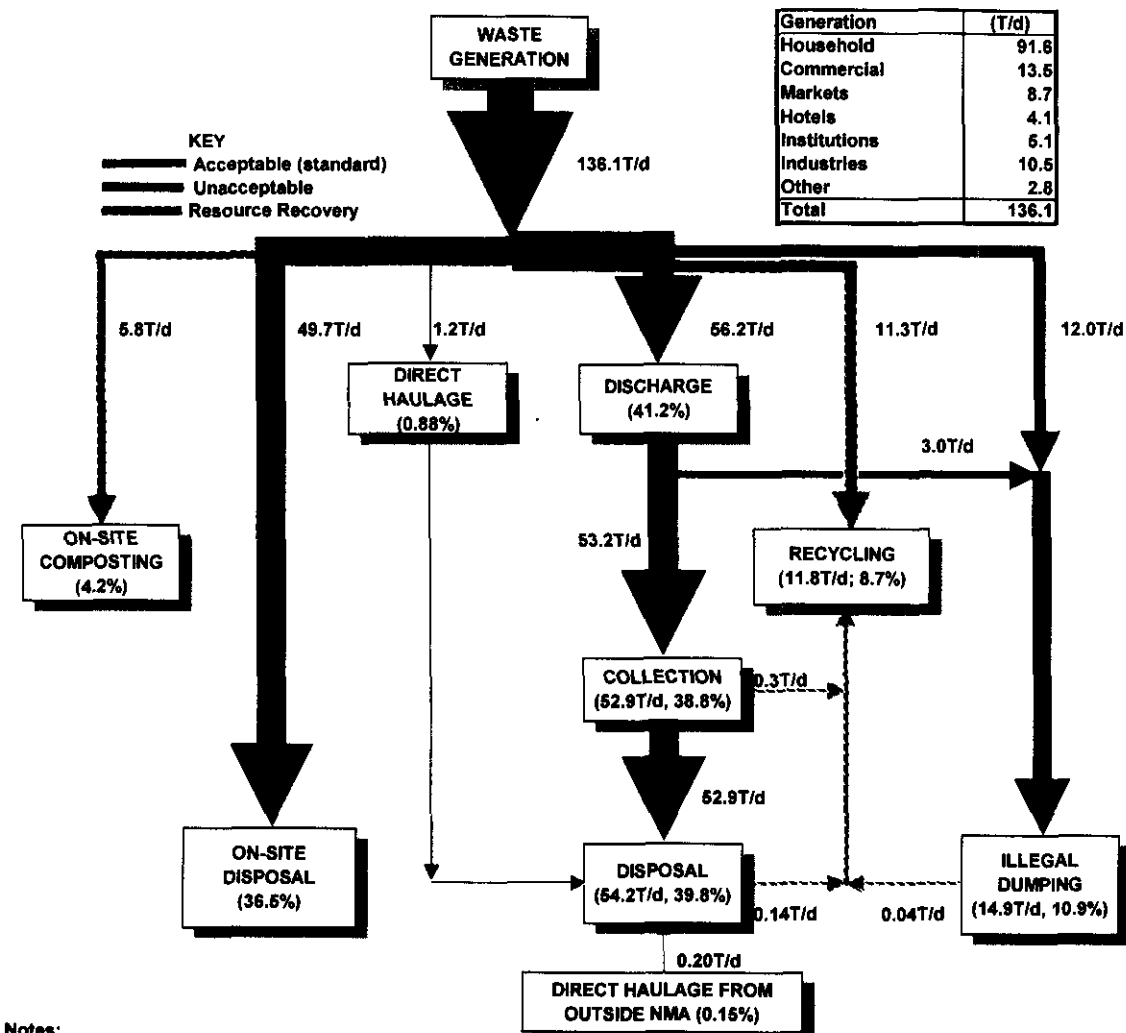 WASTE
GENERATION
Generation (T/d)
Household 91.6
Commercial 13.5
Markets 8.7
Hotels 4.1
Institutions 5.1
Industries 10.5
Other 2.8
Total 136.1
KEY
Acceptable (standard)
Unacceptable
Resource Recovery
136.1T/d
5.8T/d
49.7T/d
1.2T/d
56.2T/d
11.3T/d
12.0T/d
DIRECT
HAULAGE
(0.88%)
DISCHARGE
(41.2%)
3.0T/d
ON-SITE
COMPOSTING
(4.2%)
53.2T/d
RECYCLING
(11.8T/d; 8.7%)
COLLECTION
(52.9T/d, 38.8%)
0.3T/d
52.9T/d
ON-SITE
DISPOSAL
(36.5%)
DISPOSAL
(54.2T/d, 39.8%)
0.14T/d
0.04T/d
ILLEGAL
DUMPING
(14.9T/d, 10.9%)
0.20T/d
DIRECT HAULAGE FROM
OUTSIDE NMA (0.15%)
Notes: